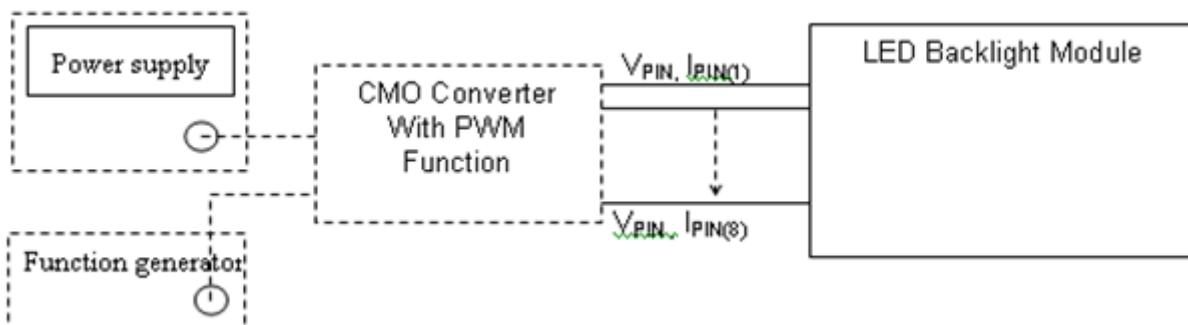 Power supply
CMO Converter
With PWM
Function
VPIN, IPIN(1)
VPIN, IPIN(8)
LED Backlight Module
Function generator